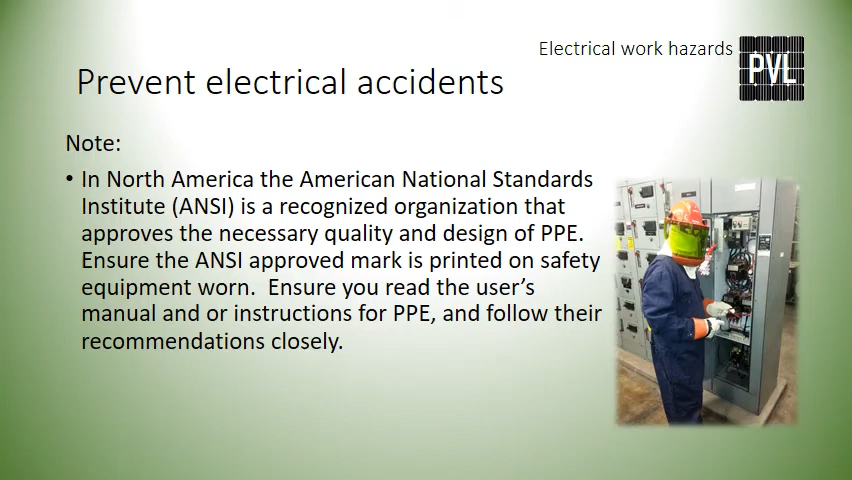 Electrical work hazards
PVL
Prevent electrical accidents
Note:
• In North America the American National Standards
Institute (ANSI) is a recognized organization that
approves the necessary quality and design of PPE.
Ensure the ANSI approved mark is printed on safety
equipment worn.  Ensure you read the user’s
manual and or instructions for PPE, and follow their
recommendations closely.